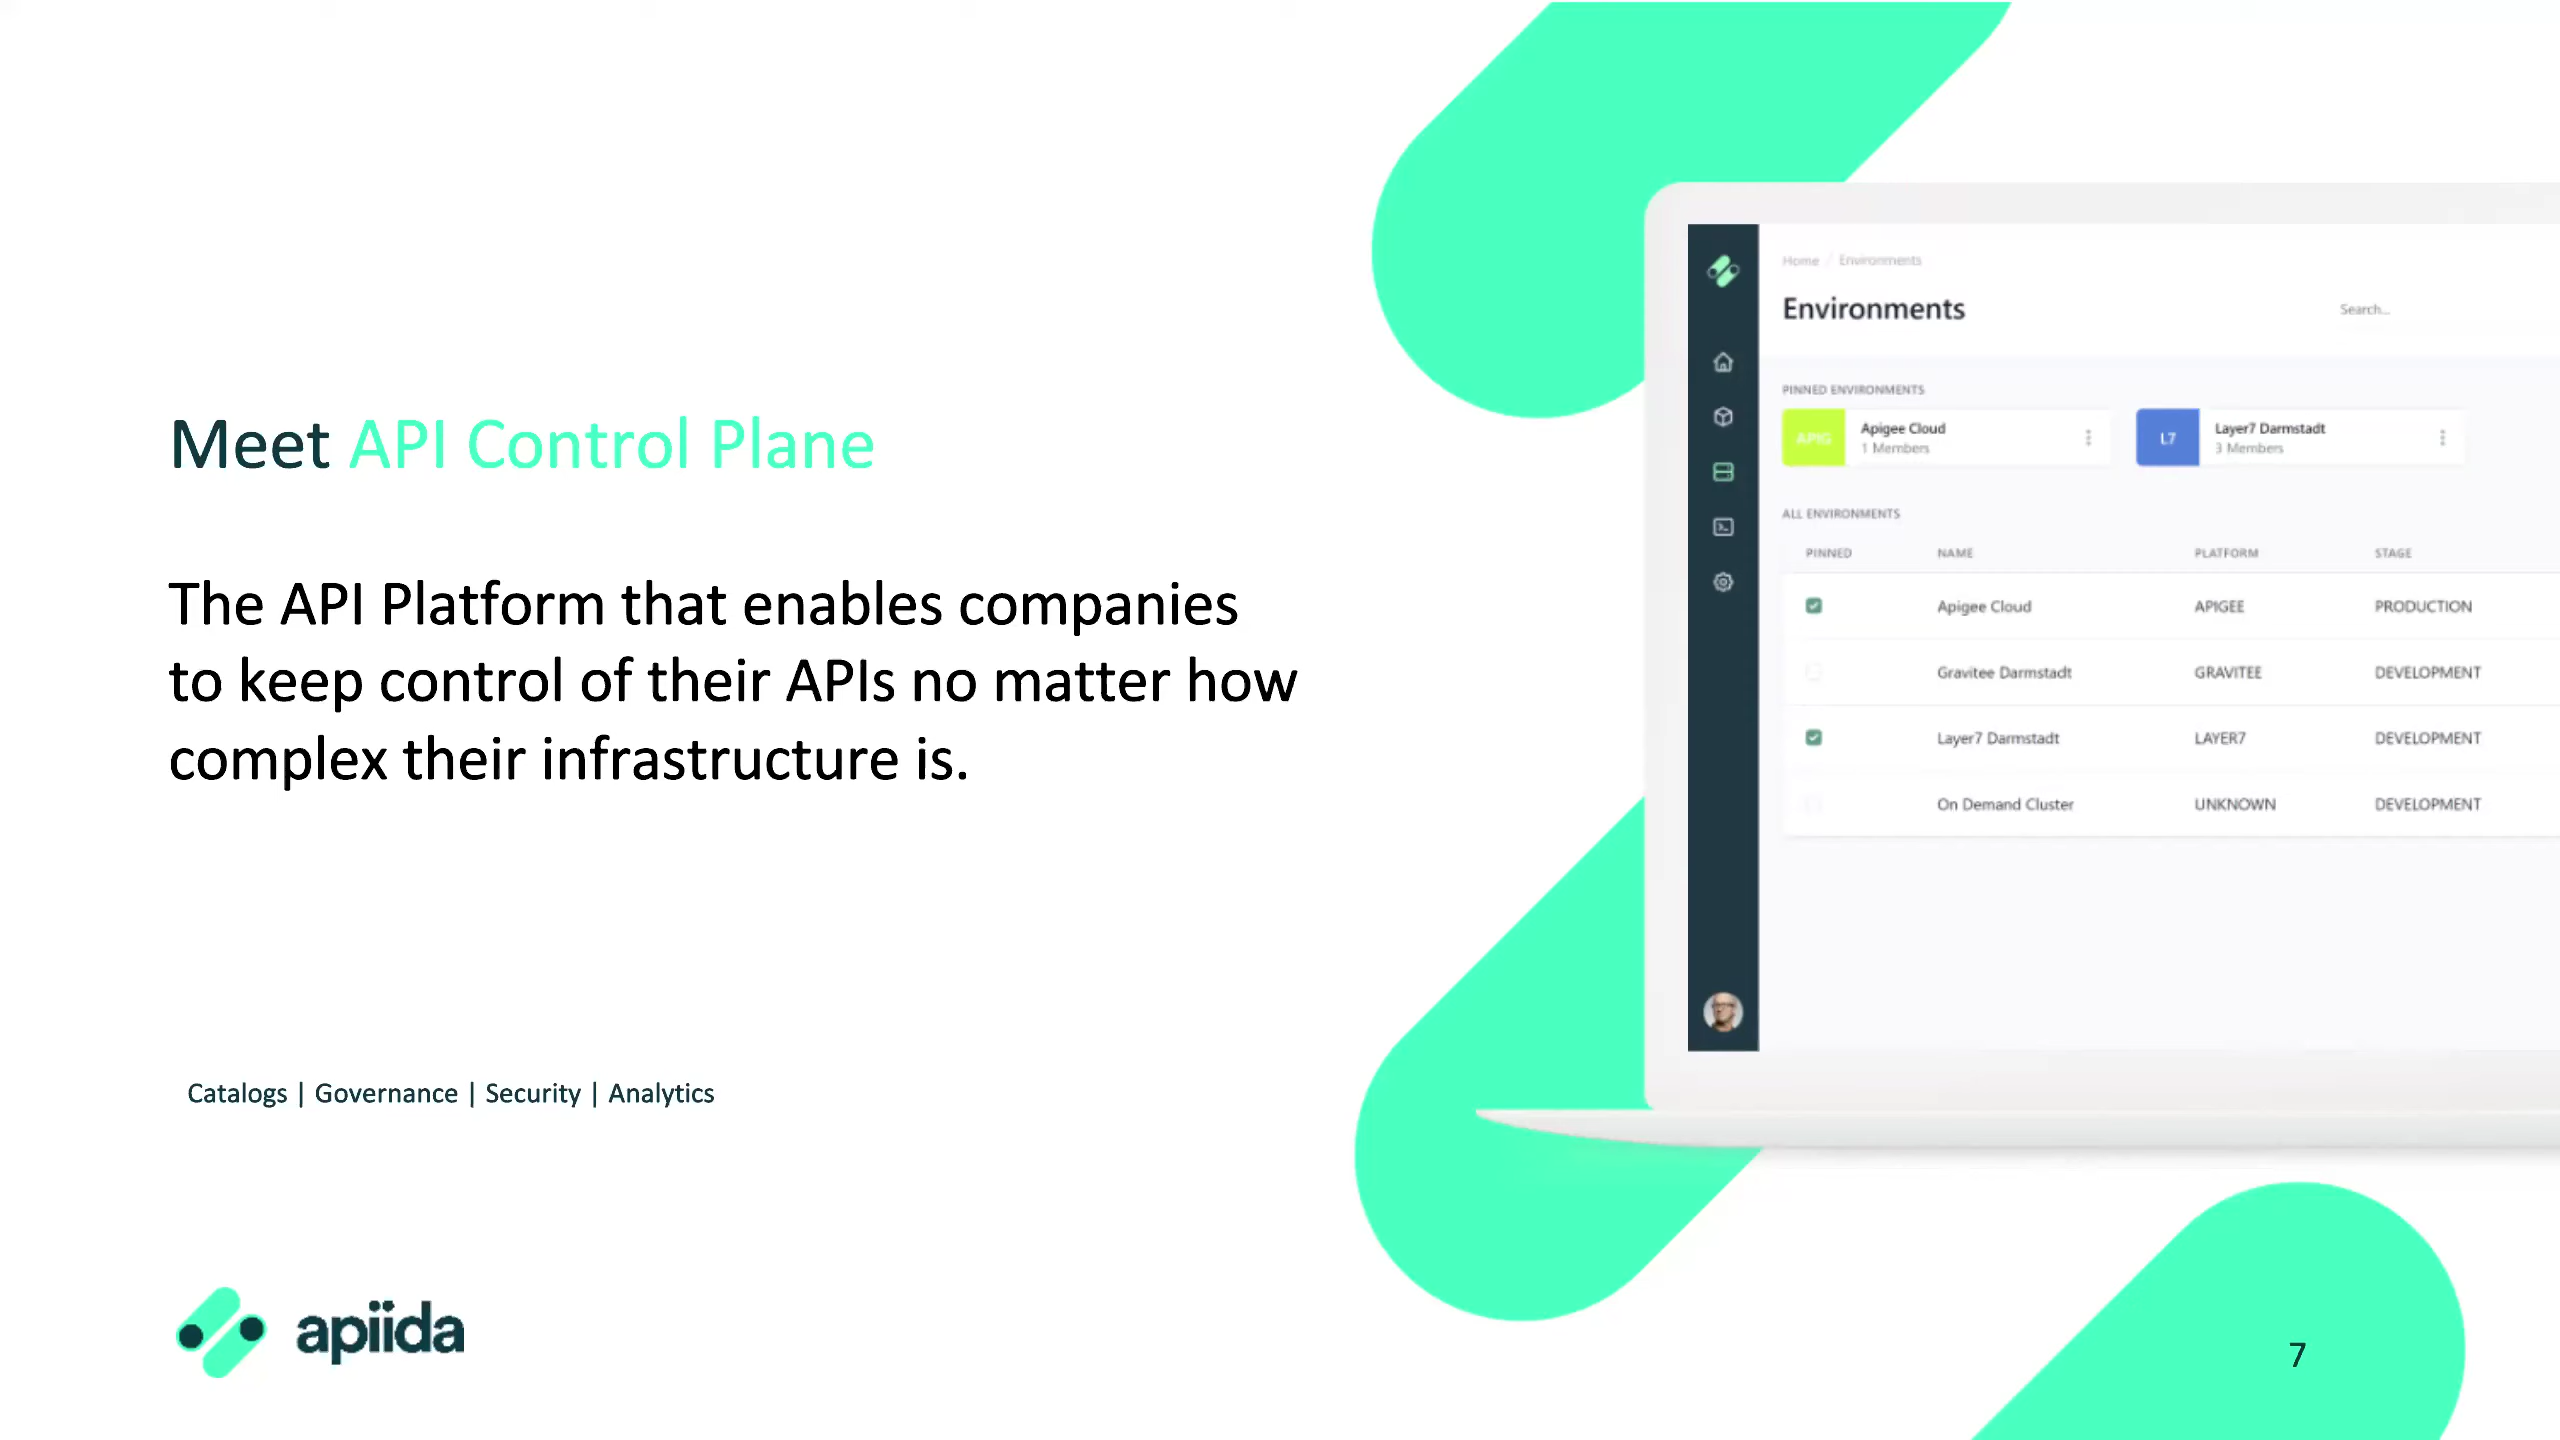 Meet API Control Plane
The API Platform that enables companies
to keep control of their APIs no matter how
complex their infrastructure is.
Catalogs | Governance | Security | Analytics
apiida
7
Home / Environments
Environments
Search...
PINNED ENVIRONMENTS
APIG
Apigee Cloud
1 Members
L7
Layer7 Darmstadt
3 Members
ALL ENVIRONMENTS
PINNED NAME PLATFORM STAGE
Apigee Cloud APIGEE PRODUCTION
Gravitee Darmstadt GRAVITEE DEVELOPMENT
Layer7 Darmstadt LAYER7 DEVELOPMENT
On Demand Cluster UNKNOWN DEVELOPMENT